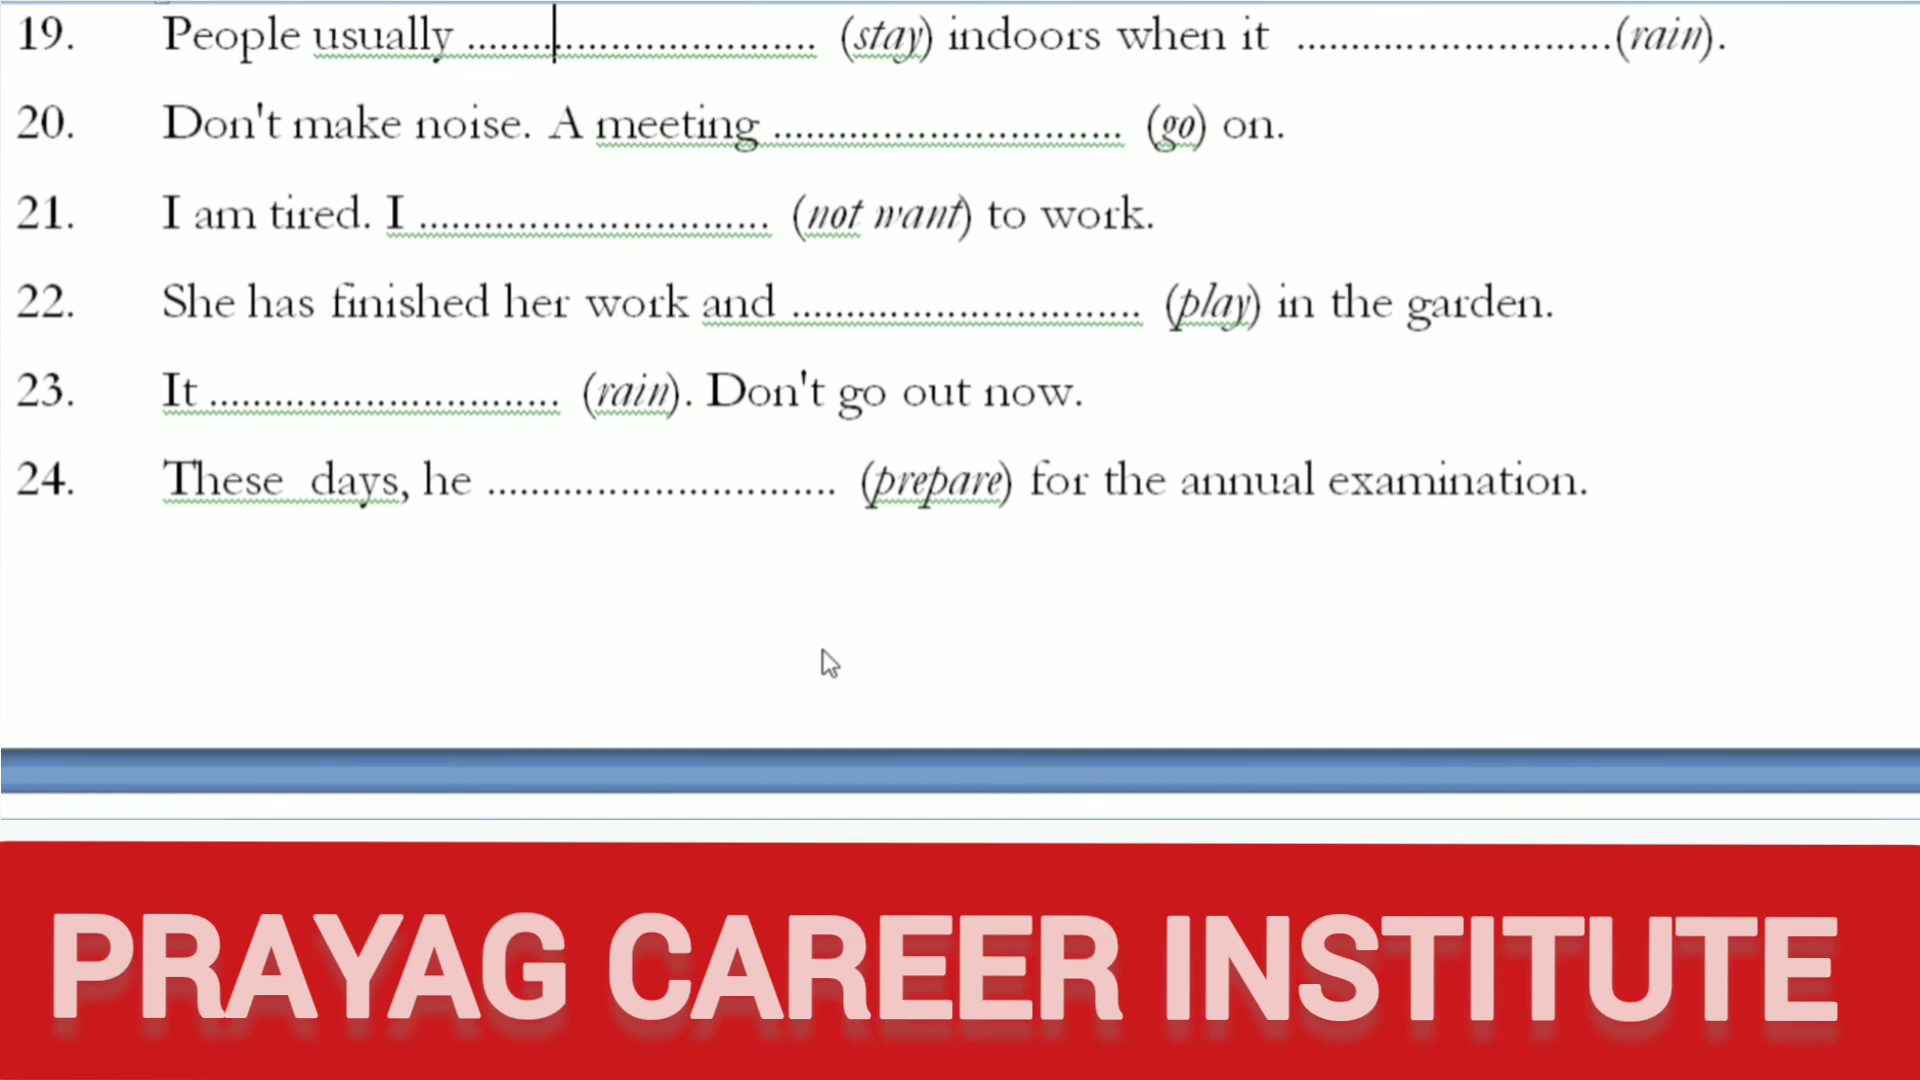 19. People usually ................................ (stay) indoors when it .............................(rain).
20. Don't make noise. A meeting ................................ (go) on.
21. I am tired. I ................................ (not want) to work.
22. She has finished her work and ................................ (play) in the garden.
23. It ................................ (rain). Don't go out now.
24. These days, he ................................ (prepare) for the annual examination.
PRAYAG CAREER INSTITUTE